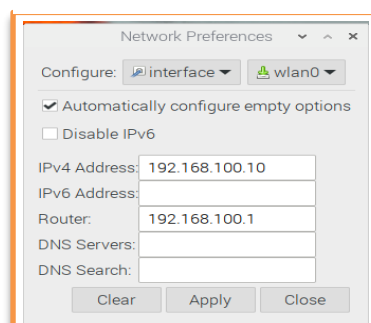 Network Preferences
Configure: interface wlan0
Automatically configure empty options
Disable IPv6
IPv4 Address: 192.168.100.10
IPv6 Address:
Router: 192.168.100.1
DNS Servers:
DNS Search:
Clear Apply Close